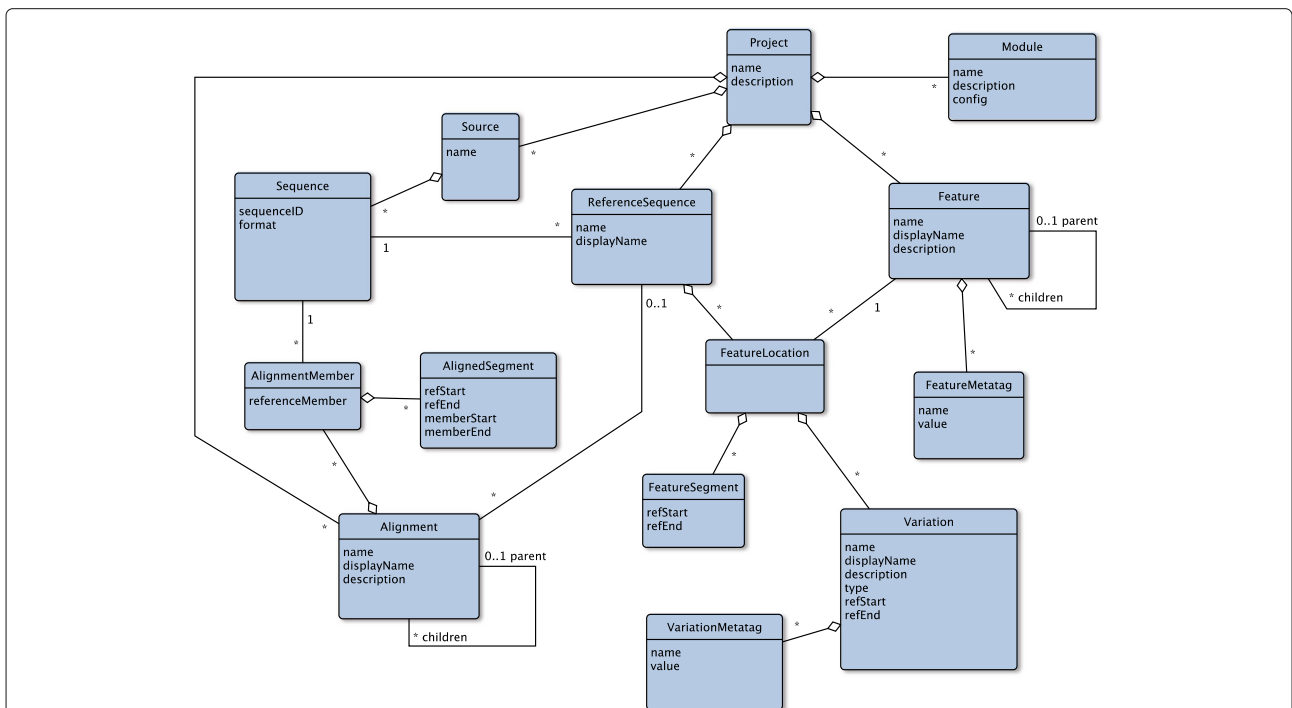 Project
name
description
*
Module
name
description
config
Source
name
*
*
*
Sequence
sequenceID
format
*
ReferenceSequence
name
displayName
*
1
Feature
name
displayName
description
0..1 parent
* children
1
*
0..1
*
*
1
FeatureLocation
*
AlignmentMember
referenceMember
*
AlignedSegment
refStart
refEnd
memberStart
memberEnd
FeatureMetatag
name
value
*
*
*
FeatureSegment
refStart
refEnd
*
*
Alignment
name
displayName
description
0..1 parent
* children
Variation
name
displayName
description
type
refStart
refEnd
VariationMetatag
name
value
*